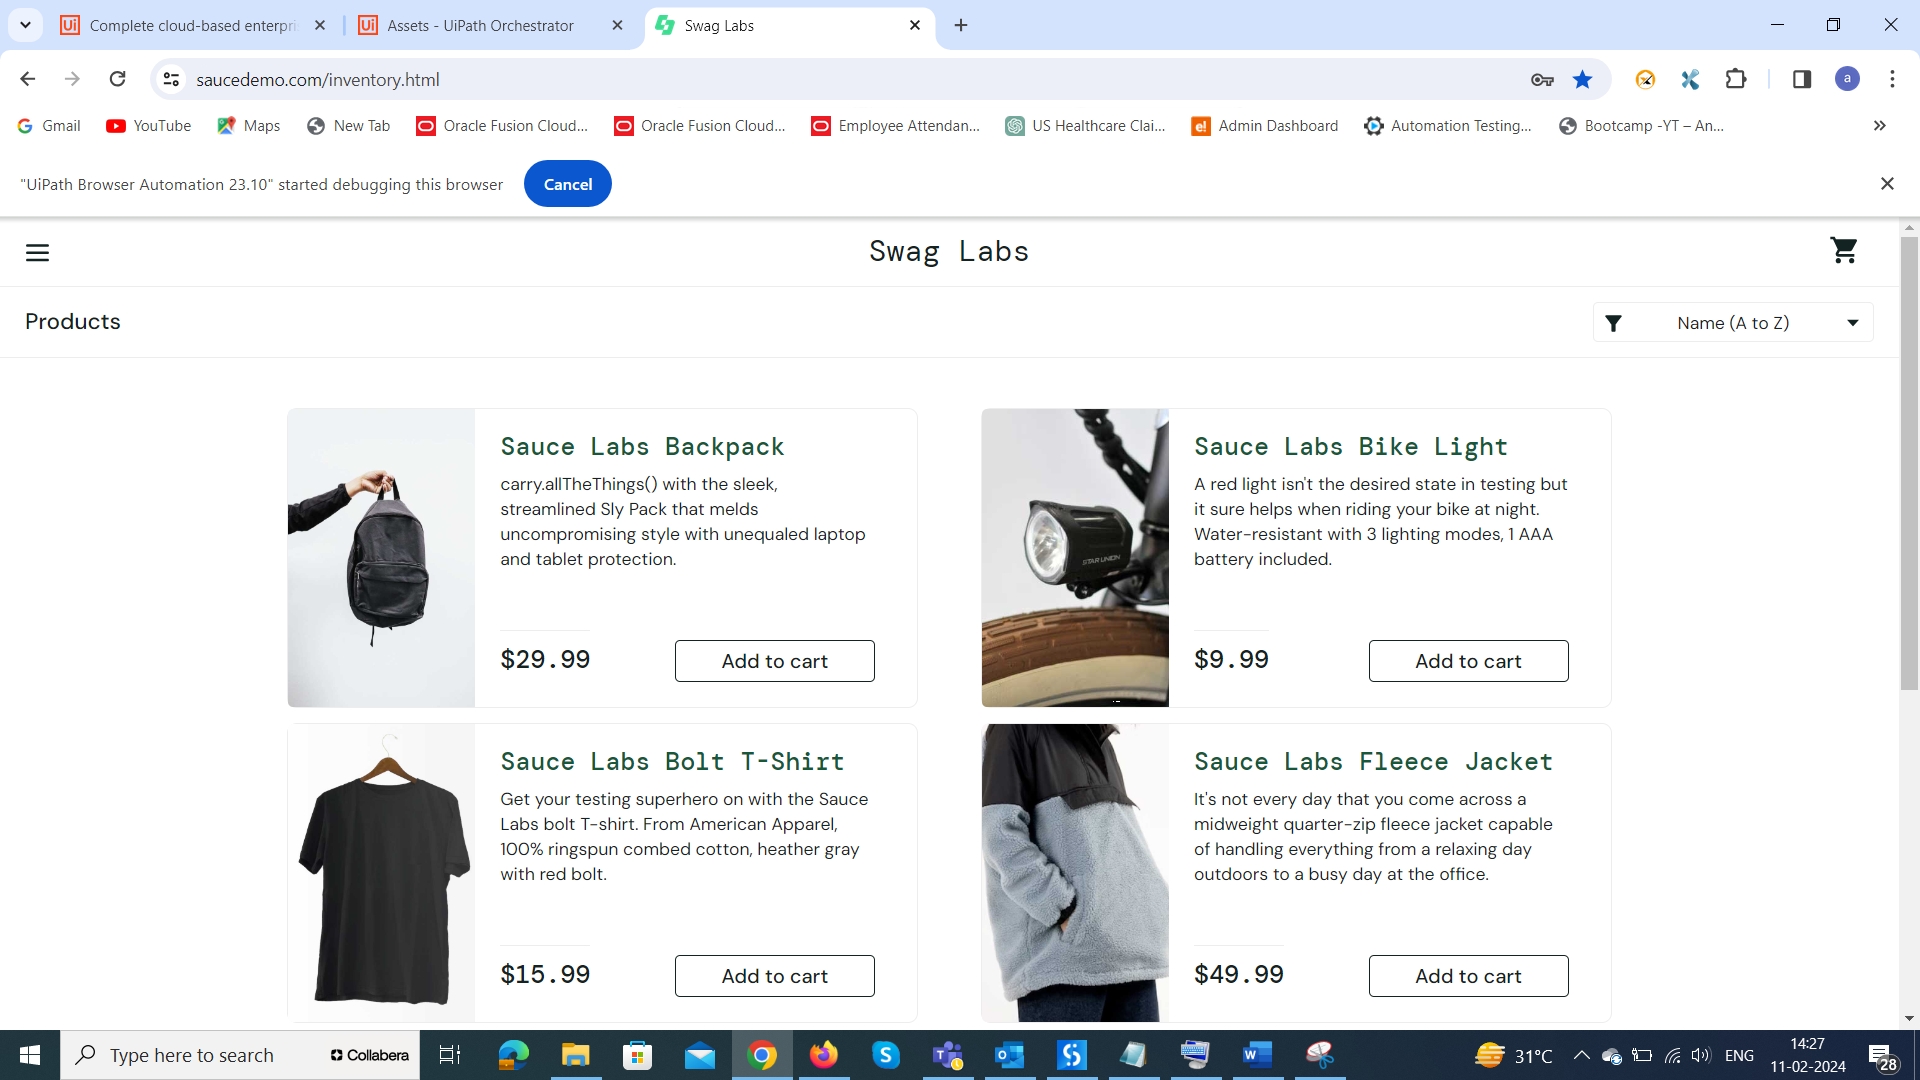 Complete cloud-based enterpri
Assets - UiPath Orchestrator
Swag Labs
saucedemo.com/inventory.html
a
Gmail
YouTube
Maps
New Tab
Oracle Fusion Cloud...
Oracle Fusion Cloud...
Employee Attendan...
US Healthcare Clai...
Admin Dashboard
Automation Testing...
Bootcamp -YT – An...
"UiPath Browser Automation 23.10" started debugging this browser
Cancel
Swag Labs
Products
Name (A to Z)
Sauce Labs Backpack
carry.allTheThings() with the sleek,
streamlined Sly Pack that melds
uncompromising style with unequaled laptop
and tablet protection.
$29.99
Add to cart
Sauce Labs Bike Light
A red light isn't the desired state in testing but
it sure helps when riding your bike at night.
Water-resistant with 3 lighting modes, 1 AAA
battery included.
STAR UNION
$9.99
Add to cart
Sauce Labs Bolt T-Shirt
Get your testing superhero on with the Sauce
Labs bolt T-shirt. From American Apparel,
100% ringspun combed cotton, heather gray
with red bolt.
$15.99
Add to cart
Sauce Labs Fleece Jacket
It's not every day that you come across a
midweight quarter-zip fleece jacket capable
of handling everything from a relaxing day
outdoors to a busy day at the office.
$49.99
Add to cart
Type here to search
Collabera
31°C
ENG
14:27
11-02-2024
28